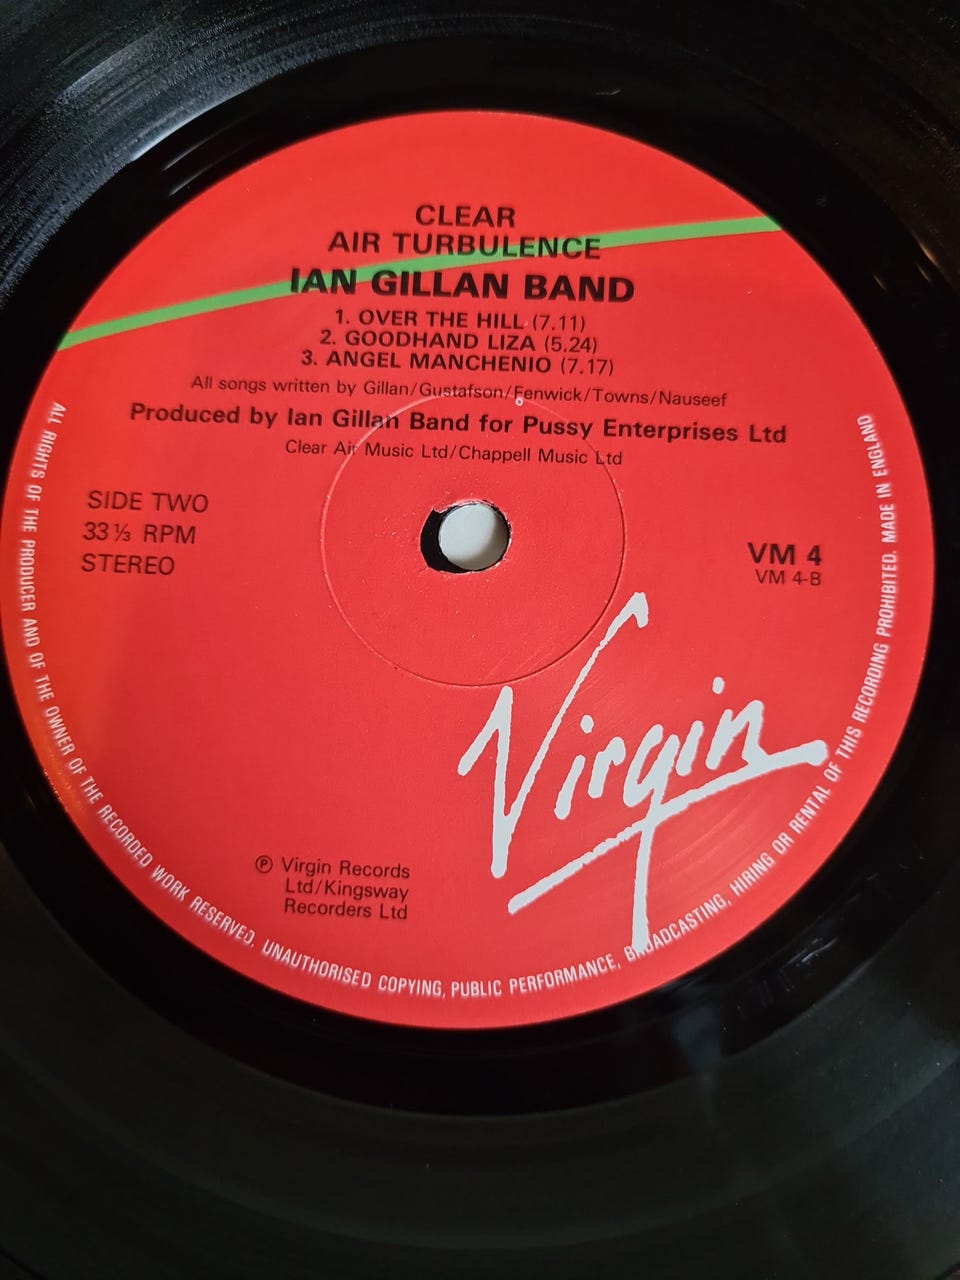 CLEAR
AIR TURBULENCE
IAN GILLAN BAND
1. OVER THE HILL (7.11)
2. GOODHAND LIZA (5.24)
3. ANGEL MANCHENIO (7.17)
All songs written by Gillan/Gustafson/Fenwick/Towns/Nauseef
Produced by Ian Gillan Band for Pussy Enterprises Ltd
Clear Air Music Ltd/Chappell Music Ltd
SIDE TWO
33⅓ RPM
STEREO
VM 4
VM 4-B
Virgin
℗ Virgin Records
Ltd/Kingsway
Recorders Ltd
ALL RIGHTS OF THE PRODUCER AND OF THE OWNER OF THE RECORDED WORK RESERVED. UNAUTHORISED COPYING, PUBLIC PERFORMANCE, BROADCASTING, HIRING OR RENTAL OF THIS RECORDING PROHIBITED. MADE IN ENGLAND